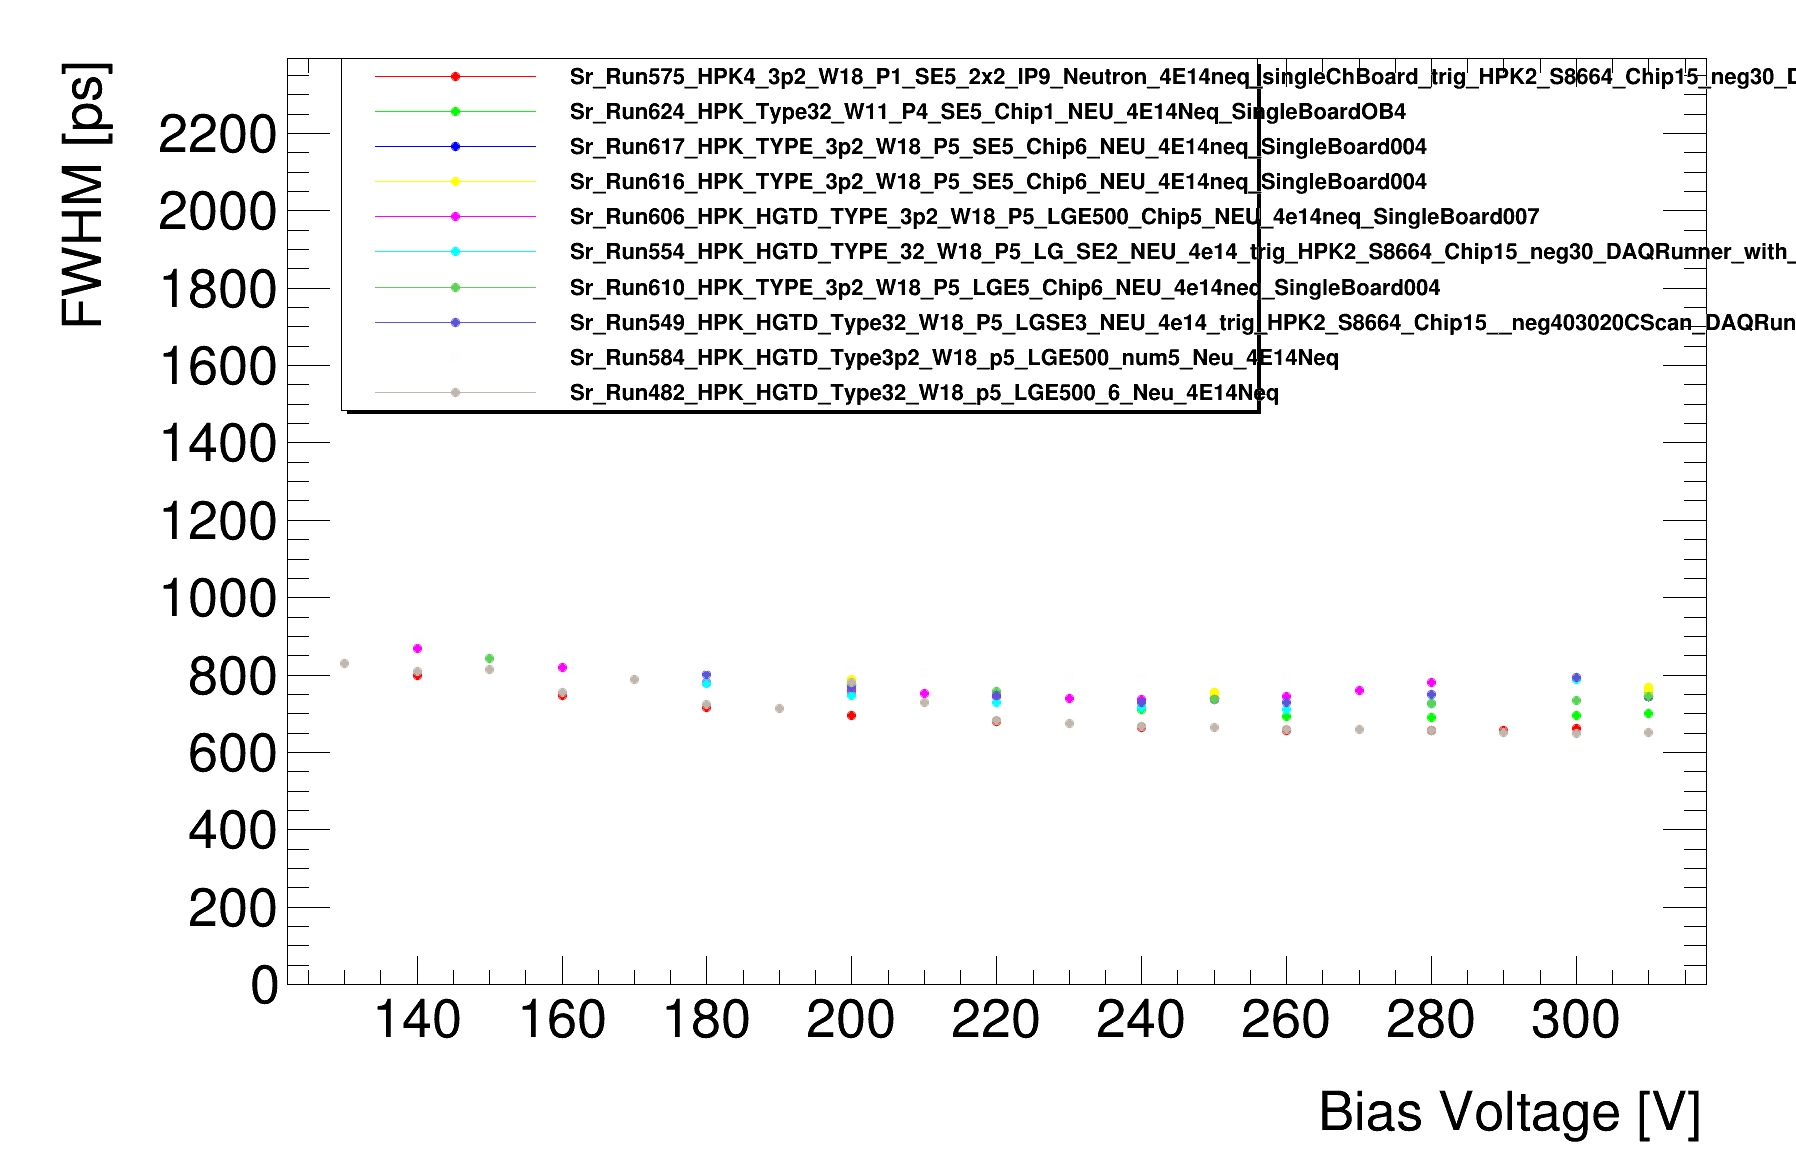 FWHM [ps]
2200
2000
1800
1600
1400
1200
1000
800
600
400
200
0
Sr_Run575_HPK4_3p2_W18_P1_SE5_2x2_IP9_Neutron_4E14neq_singleChBoard_trig_HPK2_S8664_Chip15_neg30_D
Sr_Run624_HPK_Type32_W11_P4_SE5_Chip1_NEU_4E14Neq_SingleBoardOB4
Sr_Run617_HPK_TYPE_3p2_W18_P5_SE5_Chip6_NEU_4E14neq_SingleBoard004
Sr_Run616_HPK_TYPE_3p2_W18_P5_SE5_Chip6_NEU_4E14neq_SingleBoard004
Sr_Run606_HPK_HGTD_TYPE_3p2_W18_P5_LGE500_Chip5_NEU_4e14neq_SingleBoard007
Sr_Run554_HPK_HGTD_TYPE_32_W18_P5_LG_SE2_NEU_4e14_trig_HPK2_S8664_Chip15_neg30_DAQRunner_with_
Sr_Run610_HPK_TYPE_3p2_W18_P5_LGE5_Chip6_NEU_4e14neq_SingleBoard004
Sr_Run549_HPK_HGTD_Type32_W18_P5_LGSE3_NEU_4e14_trig_HPK2_S8664_Chip15__neg403020CScan_DAQRun
Sr_Run584_HPK_HGTD_Type3p2_W18_p5_LGE500_num5_Neu_4E14Neq
Sr_Run482_HPK_HGTD_Type32_W18_p5_LGE500_6_Neu_4E14Neq
140 160 180 200 220 240 260 280 300
Bias Voltage [V]